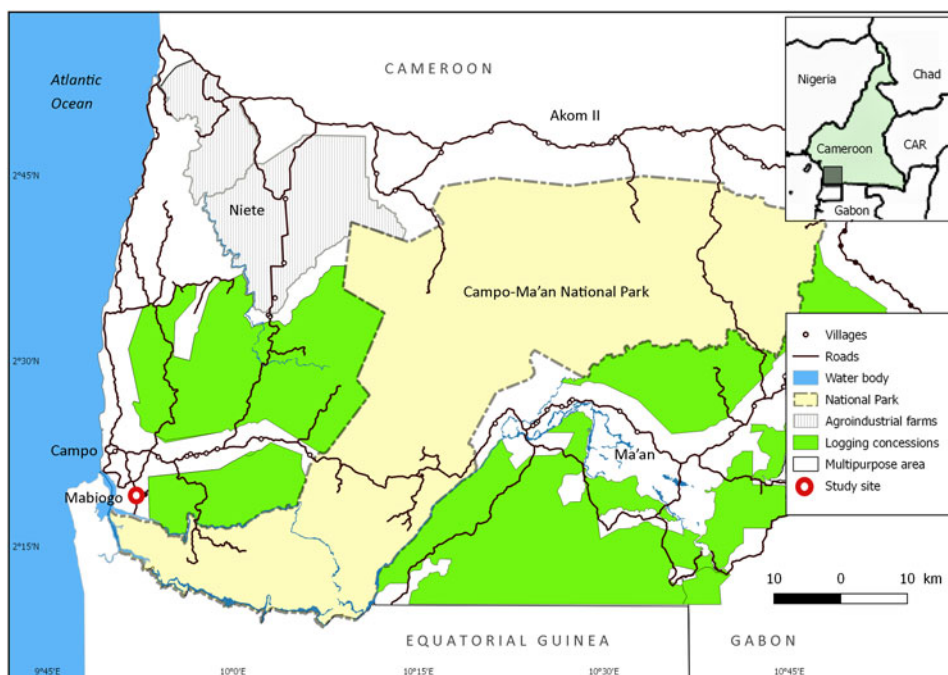 Atlantic
Ocean
CAMEROON
Akom II
Nigeria
Chad
Cameroon
CAR
Gabon
2°45'N
Niete
Campo-Ma'an National Park
2°30'N
Villages
Roads
Water body
National Park
Agroindustrial farms
Logging concessions
Multipurpose area
Study site
Campo
Ma'an
Mabiogo
2°15'N
10 0 10 km
EQUATORIAL GUINEA
GABON
9°45'E
10°0'E
10°15'E
10°30'E
10°45'E